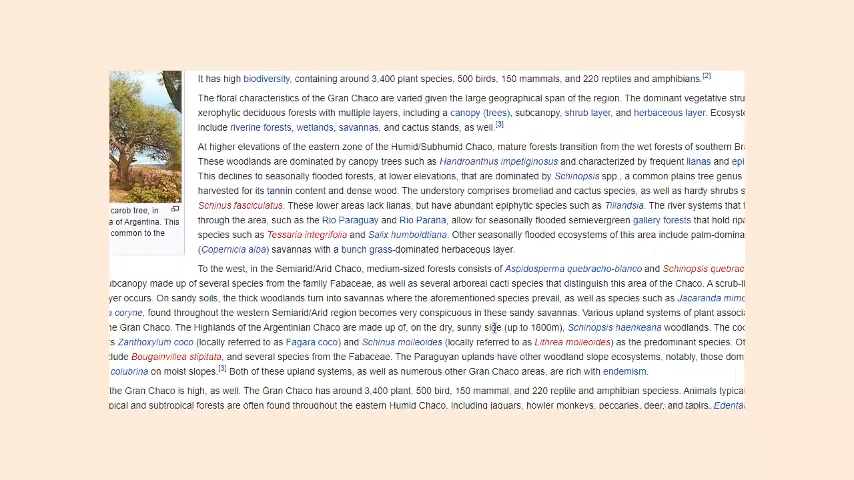 It has high biodiversity, containing around 3,400 plant species, 500 birds, 150 mammals, and 220 reptiles and amphibians.[2]
The floral characteristics of the Gran Chaco are varied given the large geographical span of the region. The dominant vegetative stru
xerophytic deciduous forests with multiple layers, including a canopy (trees), subcanopy, shrub layer, and herbaceous layer. Ecosyst
include riverine forests, wetlands, savannas, and cactus stands, as well.[3]
At higher elevations of the eastern zone of the Humid/Subhumid Chaco, mature forests transition from the wet forests of southern Br
These woodlands are dominated by canopy trees such as Handroanthus impetiginosus and characterized by frequent lianas and epi
This declines to seasonally flooded forests, at lower elevations, that are dominated by Schinopsis spp., a common plains tree genus
harvested for its tannin content and dense wood. The understory comprises bromeliad and cactus species, as well as hardy shrubs s
Schinus fasciculatus. These lower areas lack lianas, but have abundant epiphytic species such as Tillandsia. The river systems that f
through the area, such as the Rio Paraguay and Rio Parana, allow for seasonally flooded semievergreen gallery forests that hold ripa
species such as Tessaria integrifolia and Salix humboldtiana. Other seasonally flooded ecosystems of this area include palm-domina
(Copernicia alba) savannas with a bunch grass-dominated herbaceous layer.
carob tree, in
a of Argentina. This
common to the
To the west, in the Semiarid/Arid Chaco, medium-sized forests consists of Aspidosperma quebracho-blanco and Schinopsis quebrac
ubcanopy made up of several species from the family Fabaceae, as well as several arboreal cacti species that distinguish this area of the Chaco. A scrub-l
yer occurs. On sandy soils, the thick woodlands turn into savannas where the aforementioned species prevail, as well as species such as Jacaranda mimo
a coryne, found throughout the western Semiarid/Arid region becomes very conspicuous in these sandy savannas. Various upland systems of plant associa
he Gran Chaco. The Highlands of the Argentinian Chaco are made up of, on the dry, sunny side (up to 1800m), Schinopsis haenkeana woodlands. The coo
s Zanthoxylum coco (locally referred to as Fagara coco) and Schinus molleoides (locally referred to as Lithrea molleoides) as the predominant species. Ot
lude Bougainvillea stipitata, and several species from the Fabaceae. The Paraguayan uplands have other woodland slope ecosystems, notably, those dom
colubrina on moist slopes.[3] Both of these upland systems, as well as numerous other Gran Chaco areas, are rich with endemism.
the Gran Chaco is high, as well. The Gran Chaco has around 3,400 plant, 500 bird, 150 mammal, and 220 reptile and amphibian speciess. Animals typica
pical and subtropical forests are often found throughout the eastern Humid Chaco, including jaguars, howler monkeys, peccaries, deer, and tapirs. Edenta